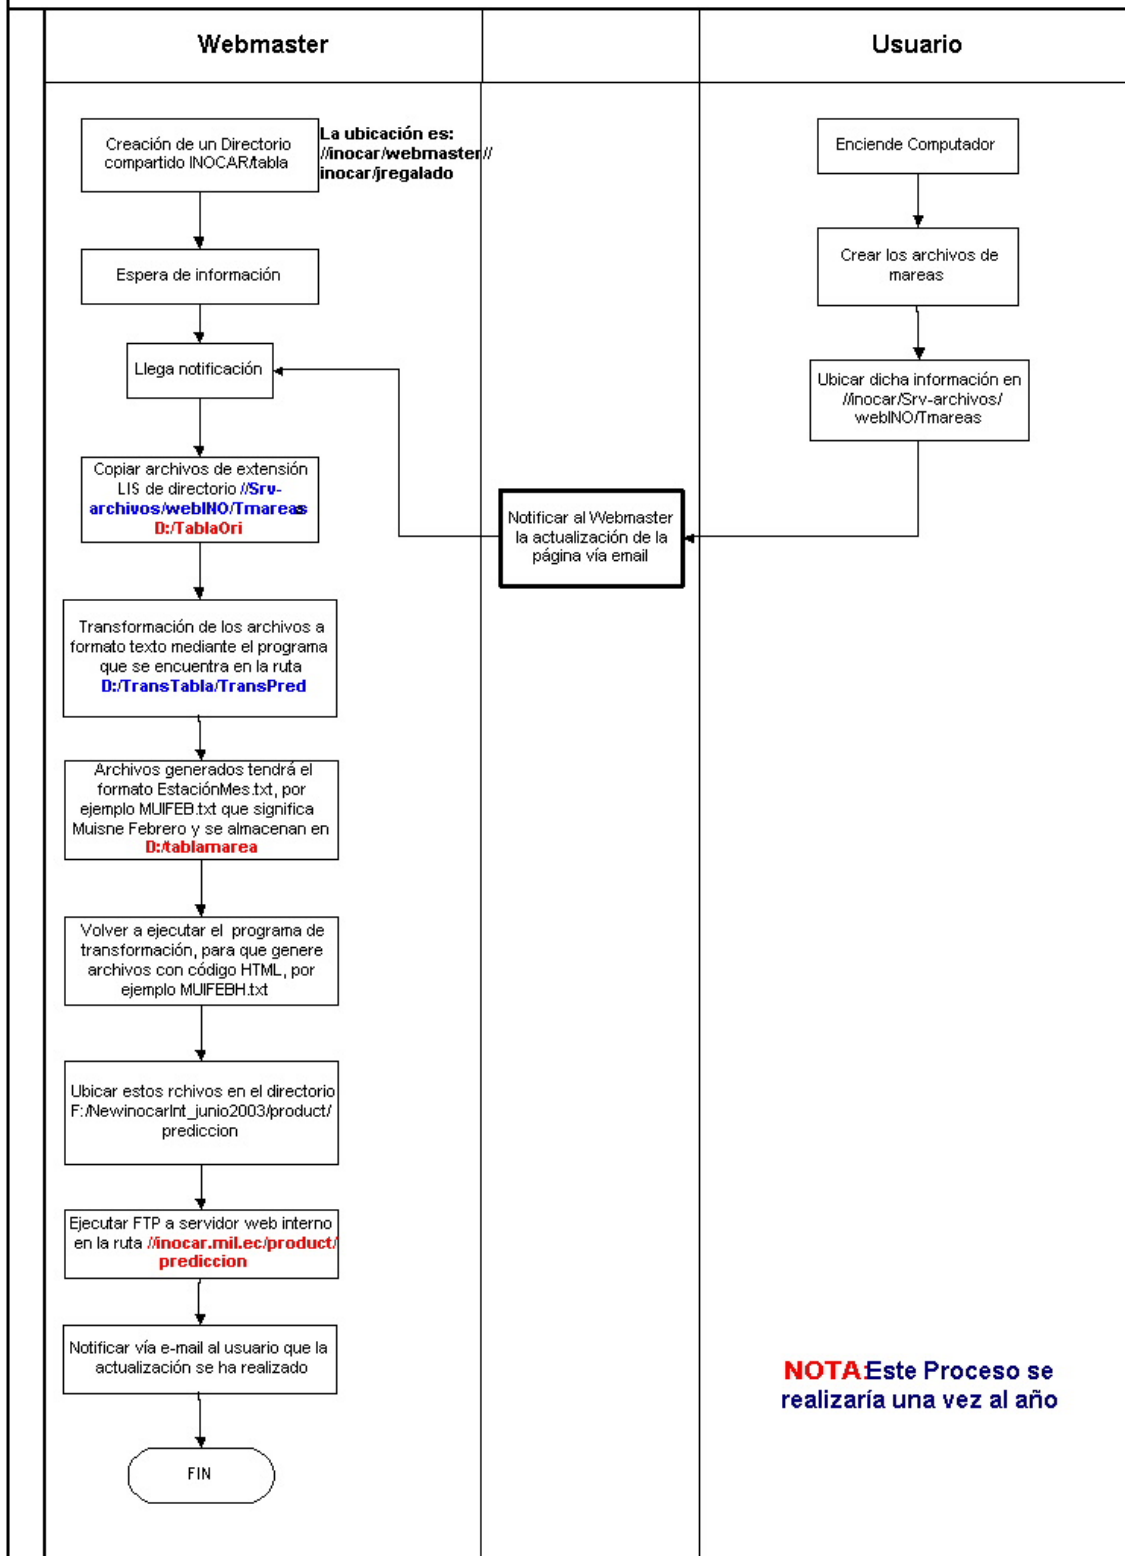 Webmaster
Usuario
Creación de un Directorio
compartido INOCAR/tabla
La ubicación es:
//inocar/webmaster//
inocar/jregalado
Espera de información
Llega notificación
Copiar archivos de extensión
LIS de directorio //Srv-
archivos/webINO/Tmareas
D:/TablaOri
Transformación de los archivos a
formato texto mediante el programa
que se encuentra en la ruta
D:/TransTabla/TransPred
Archivos generados tendrá el
formato EstaciónMes.txt, por
ejemplo MUIFEB.txt que significa
Muisne Febrero y se almacenan en
D:/tablamarea
Volver a ejecutar el programa de
transformación, para que genere
archivos con código HTML, por
ejemplo MUIFEBH.txt
Ubicar estos rchivos en el directorio
F:/NewinocarInt_junio2003/product/
prediccion
Ejecutar FTP a servidor web interno
en la ruta //inocar.mil.ec/product/
prediccion
Notificar vía e-mail al usuario que la
actualización se ha realizado
FIN
Notificar al Webmaster
la actualización de la
página vía email
Enciende Computador
Crear los archivos de
mareas
Ubicar dicha información en
//inocar/Srv-archivos/
webINO/Tmareas
NOTA:Este Proceso se
realizaría una vez al año